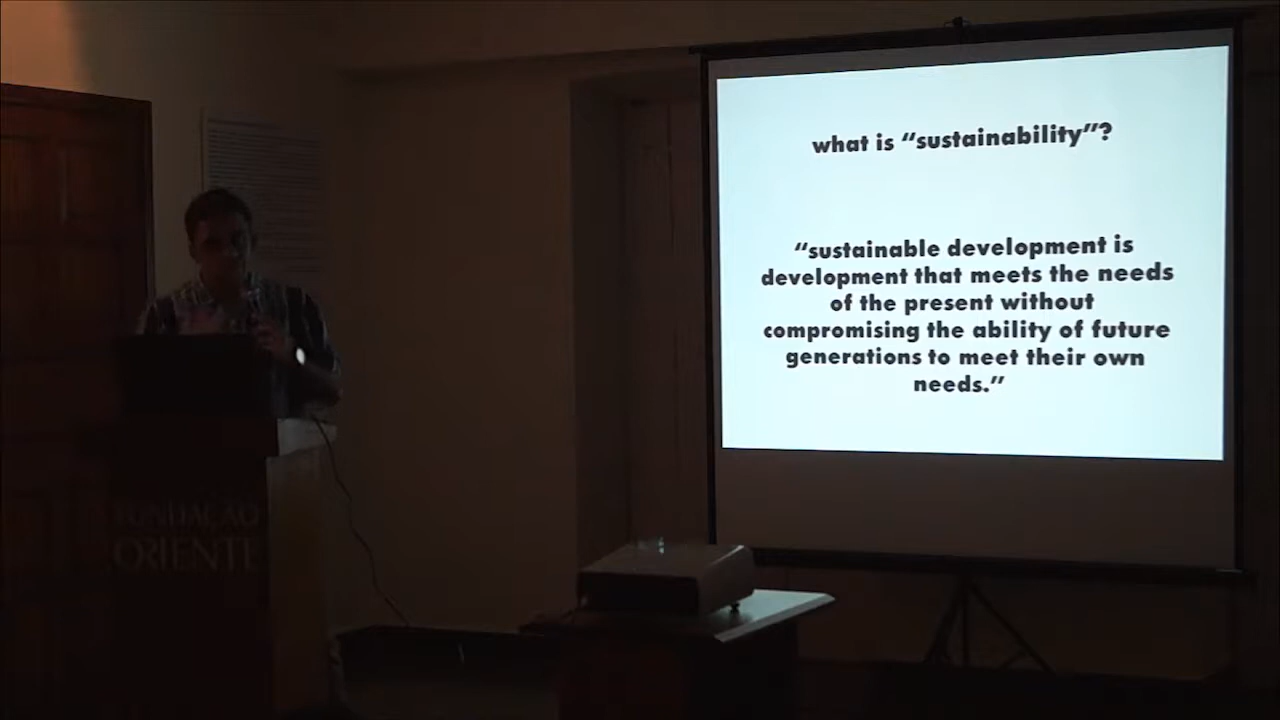 what is “sustainability”?
“sustainable development is
development that meets the needs
of the present without
compromising the ability of future
generations to meet their own
needs.”
FUNDAÇÃO
ORIENTE